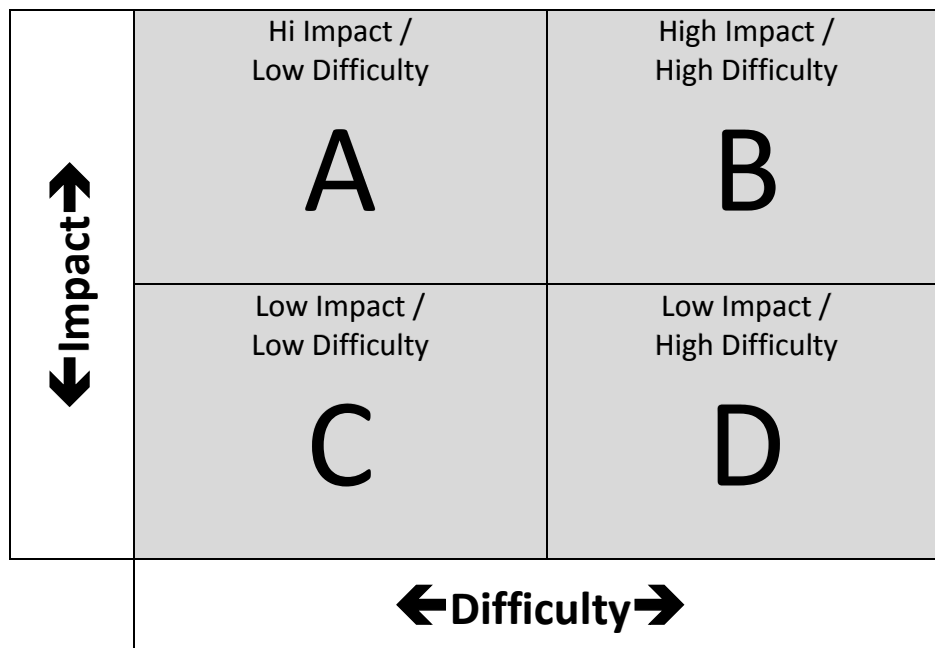 Hi Impact /
Low Difficulty
A
High Impact /
High Difficulty
B
←Impact→
Low Impact /
Low Difficulty
C
Low Impact /
High Difficulty
D
←Difficulty→